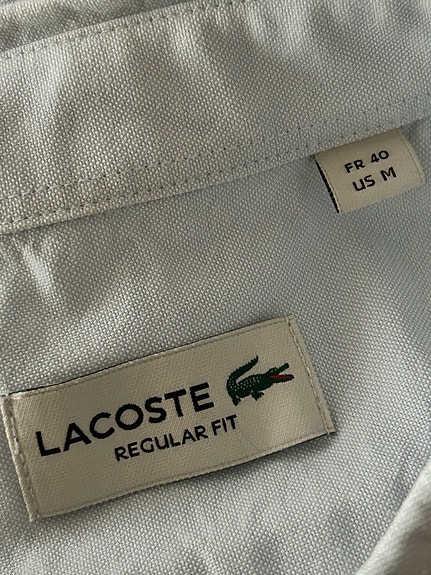 FR 40
US M
LACOSTE
REGULAR FIT